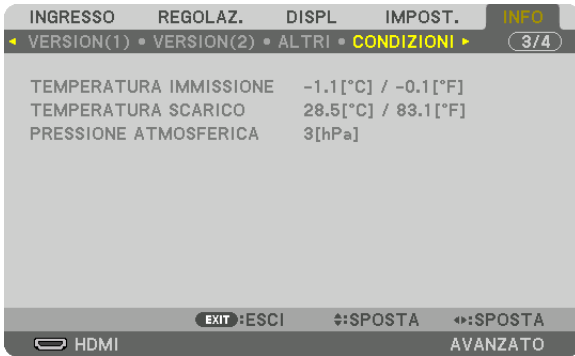 INGRESSO REGOLAZ. DISPL IMPOST. INFO
◄ VERSION(1) • VERSION(2) • ALTRI • CONDIZIONI ► 3/4
TEMPERATURA IMMISSIONE -1.1[°C] / -0.1[°F]
TEMPERATURA SCARICO 28.5[°C] / 83.1[°F]
PRESSIONE ATMOSFERICA 3[hPa]
EXIT :ESCI :SPOSTA :SPOSTA
HDMI AVANZATO